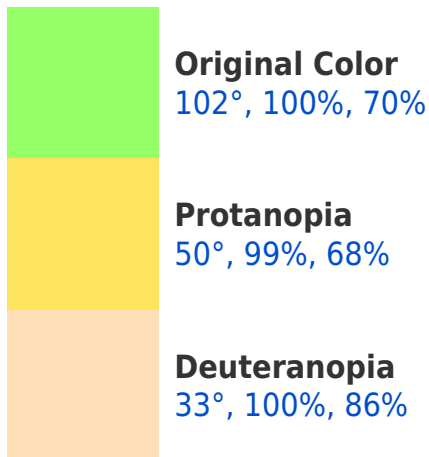 Original Color
102°, 100%, 70%
Protanopia
50°, 99%, 68%
Deuteranopia
33°, 100%, 86%